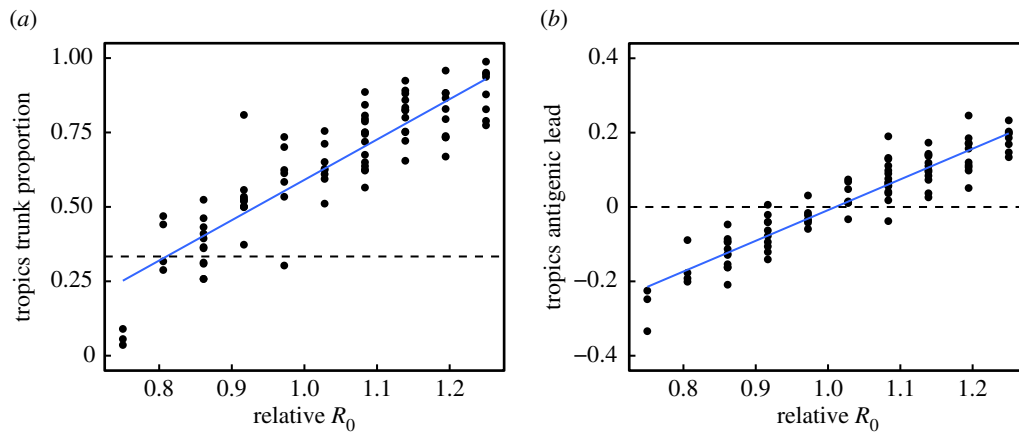 (a)
(b)
tropics trunk proportion
1.00
0.75
0.50
0.25
0
0.8 0.9 1.0 1.1 1.2
relative R0
tropics antigenic lead
0.4
0.2
0
−0.2
−0.4
0.8 0.9 1.0 1.1 1.2
relative R0